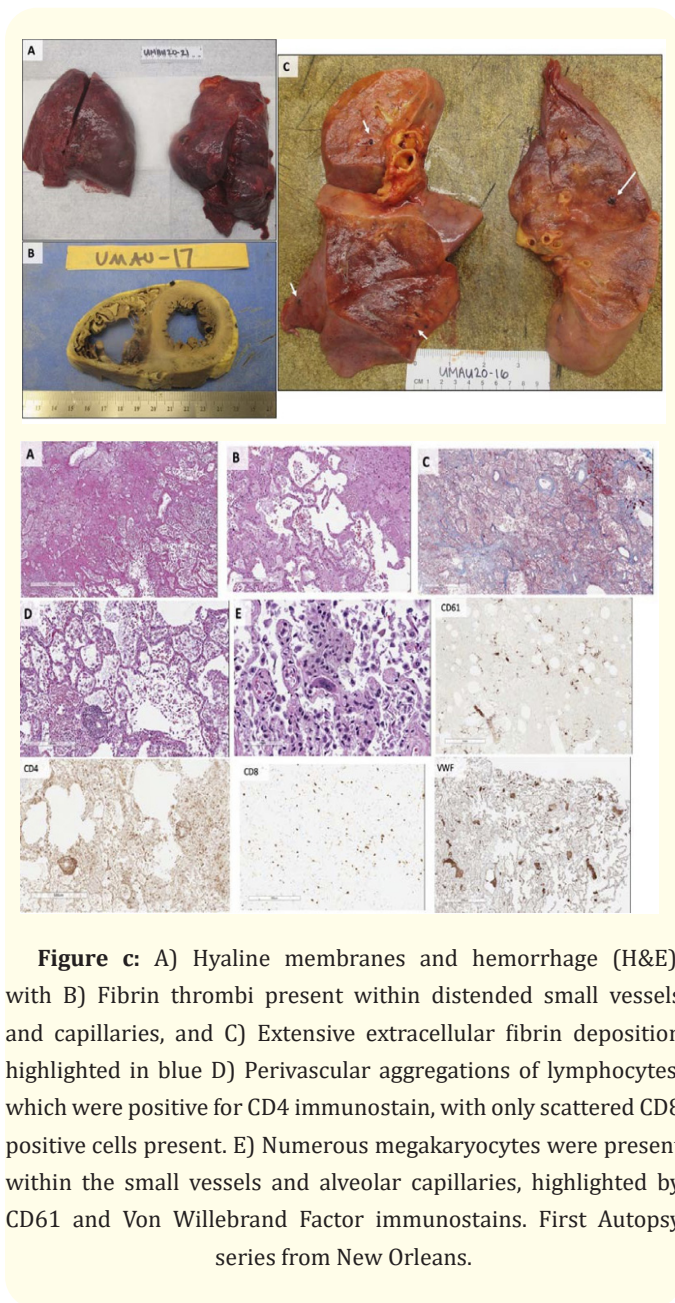 A
UMAU20-21
C
B
UMAU-17
UMAU20-16
A
B
C
D
E
CD61
CD4
CD8
VWF
Figure c: A) Hyaline membranes and hemorrhage (H&E)
with B) Fibrin thrombi present within distended small vessels
and capillaries, and C) Extensive extracellular fibrin deposition
highlighted in blue D) Perivascular aggregations of lymphocytes
which were positive for CD4 immunostain, with only scattered CD8
positive cells present. E) Numerous megakaryocytes were present
within the small vessels and alveolar capillaries, highlighted by
CD61 and Von Willebrand Factor immunostains. First Autopsy
series from New Orleans.